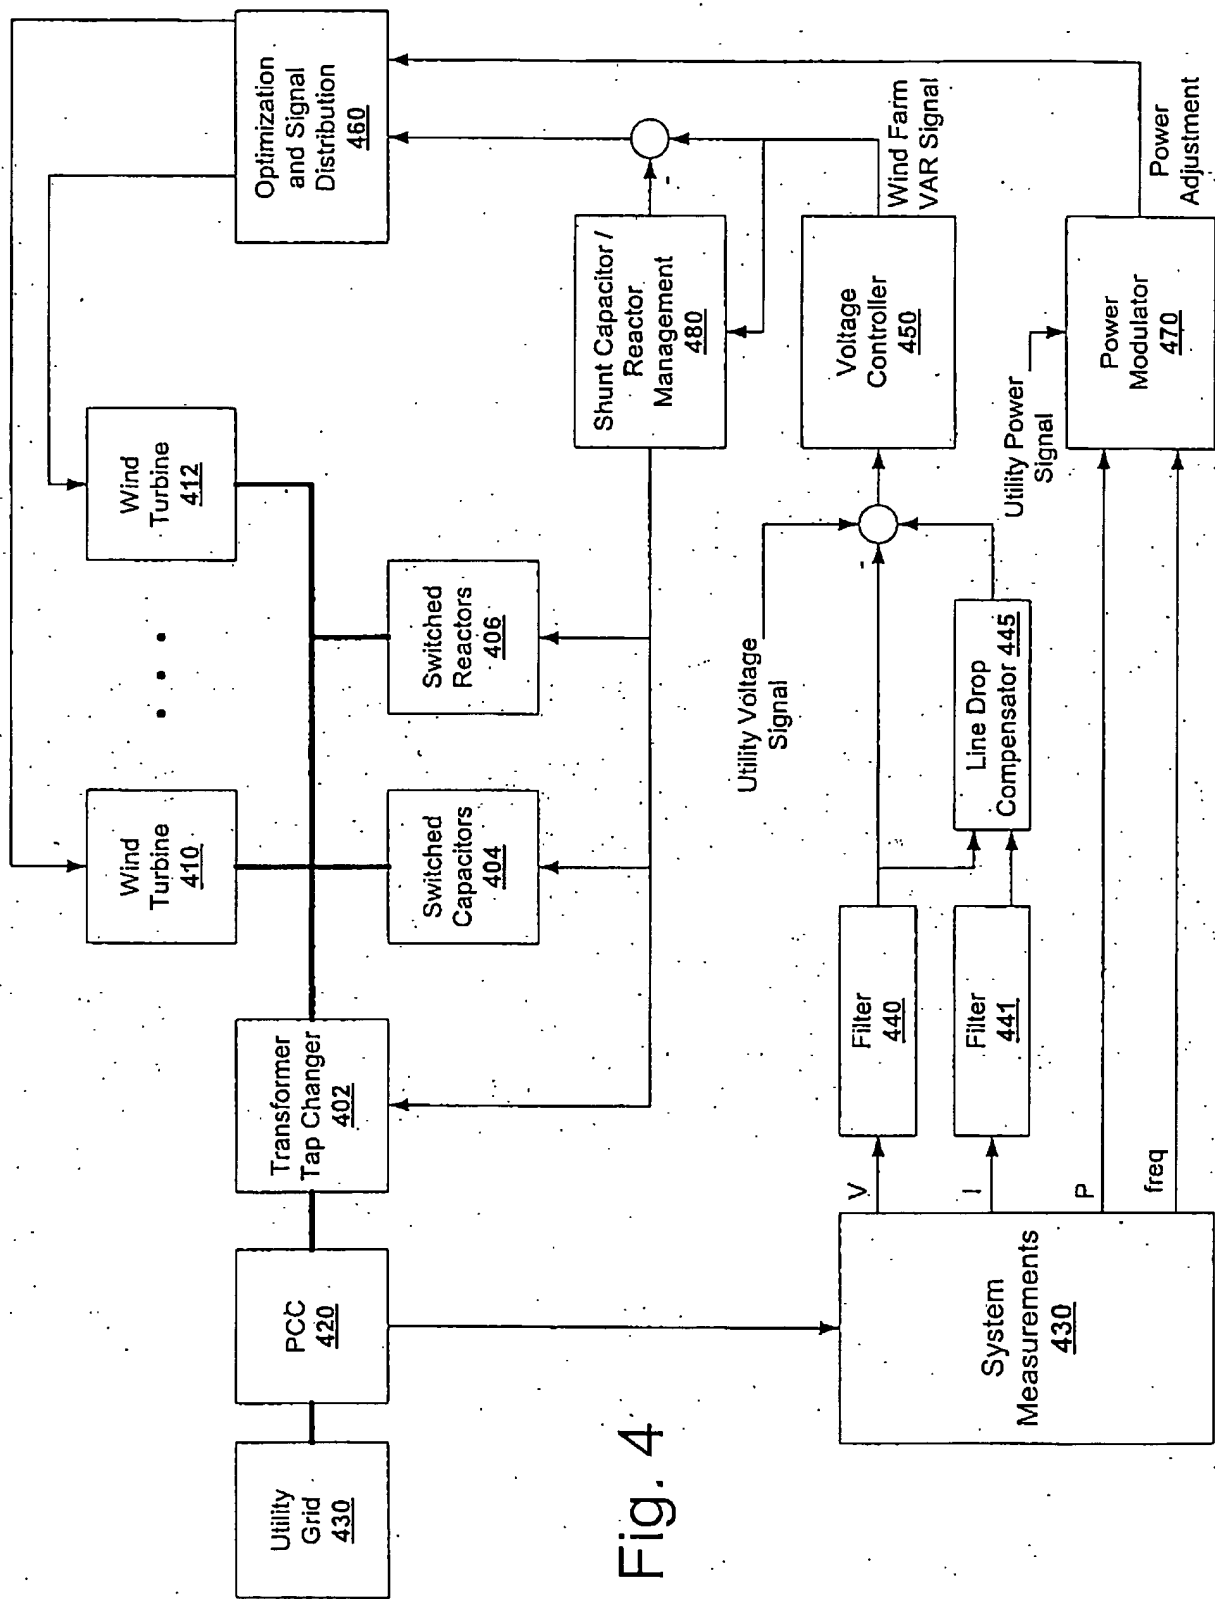 Utility
Grid
430
PCC
420
Transformer
Tap Changer
402
Wind
Turbine
410
Wind
Turbine
412
Switched
Capacitors
404
Switched
Reactors
406
Optimization
and Signal
Distribution
460
Shunt Capacitor /
Reactor
Management
480
-
Wind Farm
VAR Signal
Voltage
Controller
450
Utility Voltage
Signal
-
Line Drop
Compensator 445
Filter
440
Filter
441
V
I
P
freq
System
Measurements
430
Utility Power
Signal
Power
Modulator
470
Power
Adjustment
Fig. 4